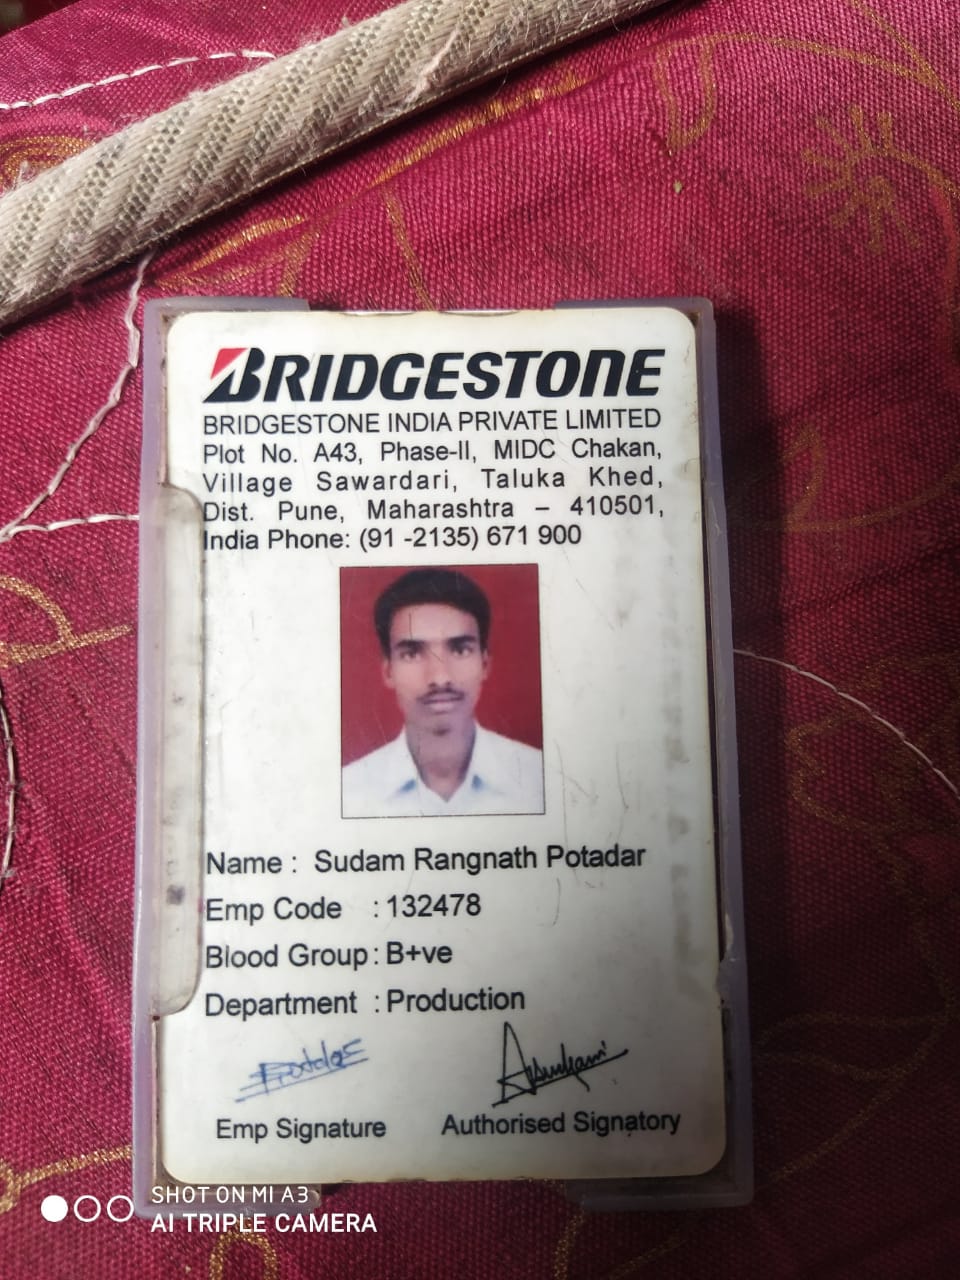 BRIDGESTONE
BRIDGESTONE INDIA PRIVATE LIMITED
Plot No. A43, Phase-II, MIDC Chakan,
Village Sawardari, Taluka Khed,
Dist. Pune, Maharashtra – 410501,
India Phone: (91 -2135) 671 900
Name : Sudam Rangnath Potadar
Emp Code : 132478
Blood Group : B+ve
Department : Production
Emp Signature Authorised Signatory
SHOT ON MI A3
AI TRIPLE CAMERA